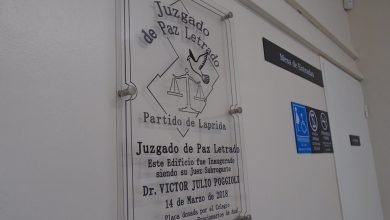 Juzgado
de Paz Letrado
Partido de Laprida
Juzgado de Paz Letrado
Este Edificio fue Inaugurado
siendo su Juez Subrogante
Dr. VICTOR JULIO POGGIOLI
14 de Marzo de 2018
Placa donada por el Colegio
Mesa de Entradas